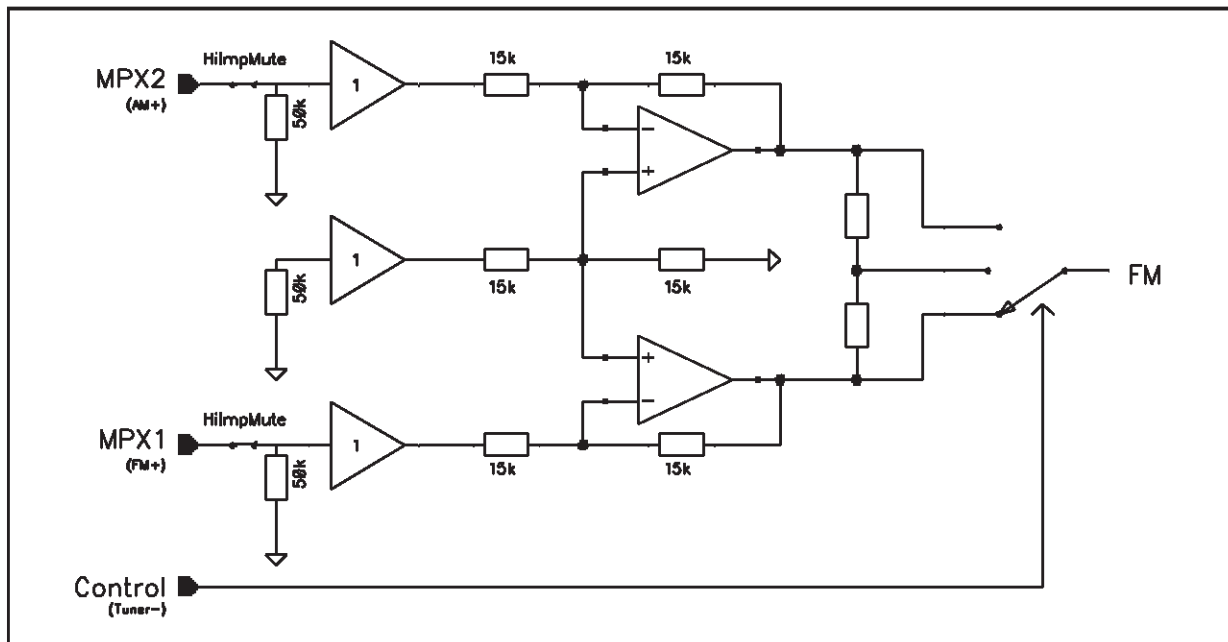 HiImpMute
MPX2
(AM+)
50k
1
15k
15k
−
+
50k
1
15k
15k
FM
+
−
HiImpMute
MPX1
(FM+)
50k
1
15k
15k
Control
(Tuner-)